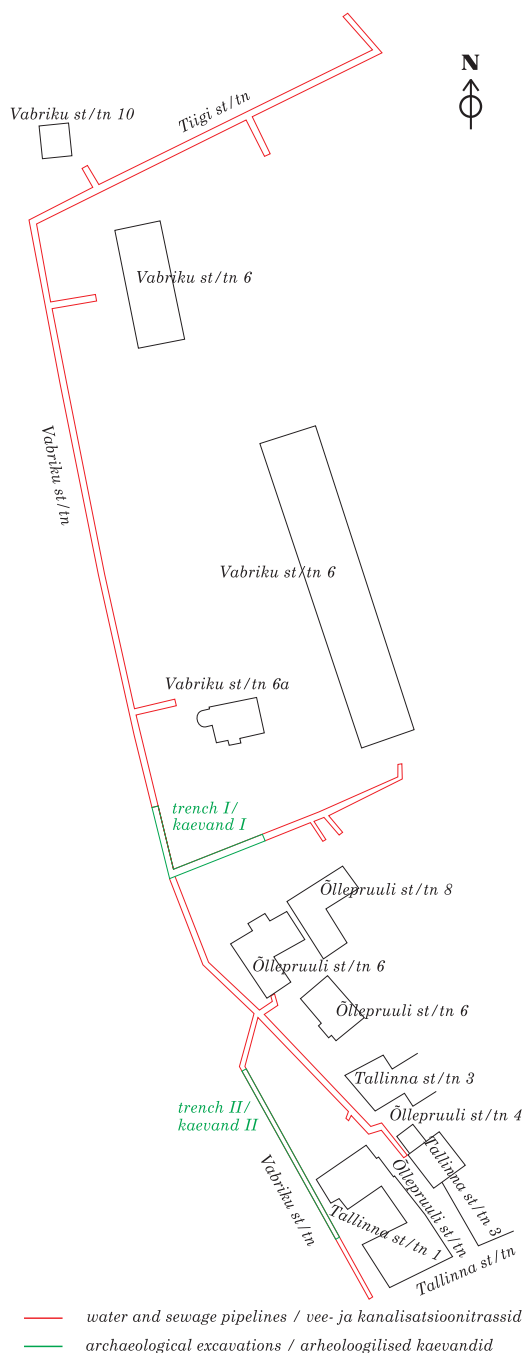 N
Vabriku st/tn 10
Tiigi st/tn
Vabriku st/tn 6
Vabriku st/tn
Vabriku st/tn 6
Vabriku st/tn 6a
trench I/
kaevand I
Õllepruuli st/tn 8
Õllepruuli st/tn 6
Õllepruuli st/tn 6
Tallinna st/tn 3
trench II/
kaevand II
Õllepruuli st/tn 4
Tallinna st/tn 3
Õllepruuli st/tn
Vabriku st/tn
Tallinna st/tn 1
Tallinna st/tn
water and sewage pipelines / vee- ja kanalisatsioonitrassid
archaeological excavations / arheoloogilised kaevandid